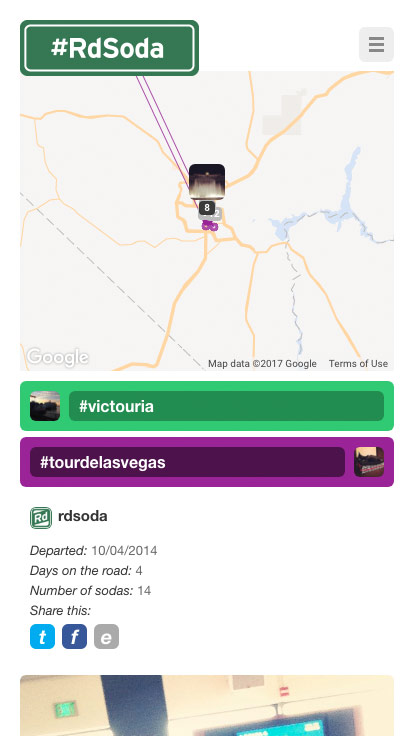 #RdSoda
8
2
Google
Map data ©2017 Google Terms of Use
#victouria
#tourdelasvegas
Rd
rdsoda
Departed: 10/04/2014
Days on the road: 4
Number of sodas: 14
Share this:
t f e